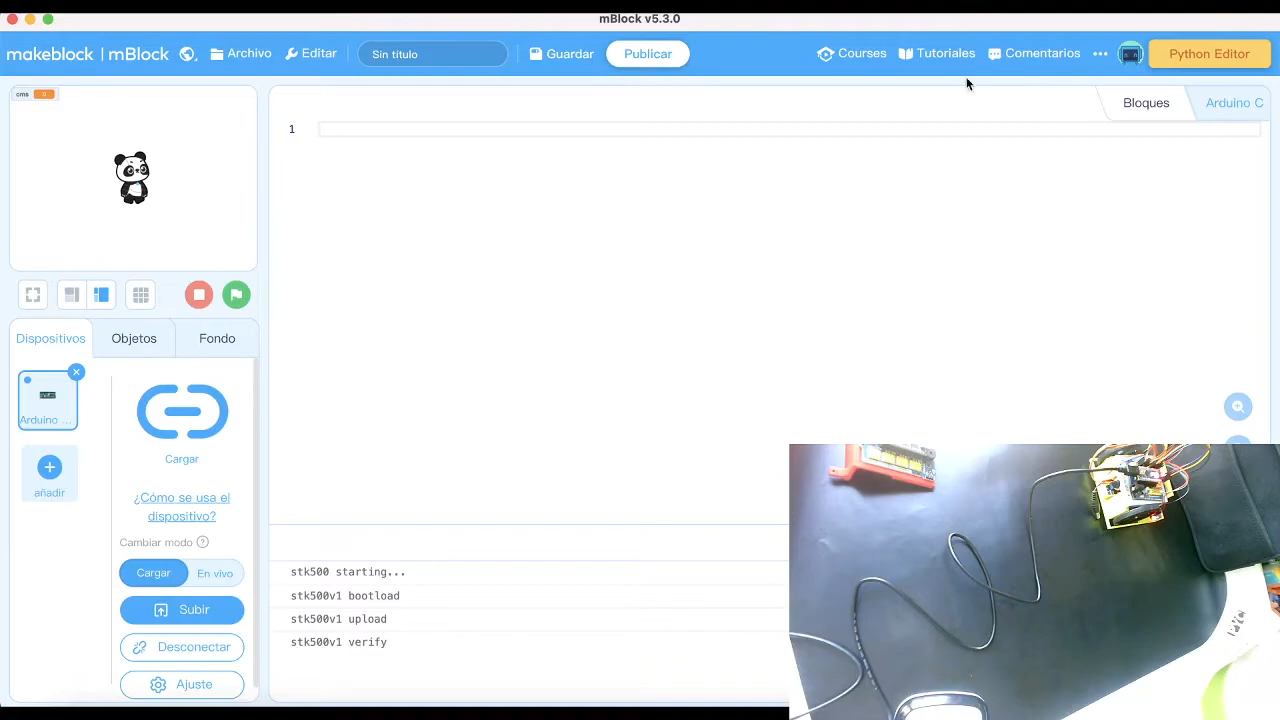 mBlock v5.3.0
makeblock | mBlock Archivo Editar Sin título Guardar Publicar Courses Tutoriales Comentarios Python Editor
cms 0
Bloques Arduino C
1
Dispositivos Objetos Fondo
Arduino ...
Cargar
añadir
¿Cómo se usa el
dispositivo?
Cambiar modo ?
Cargar En vivo
Subir
Desconectar
Ajuste
stk500 starting...
stk500v1 bootload
stk500v1 upload
stk500v1 verify